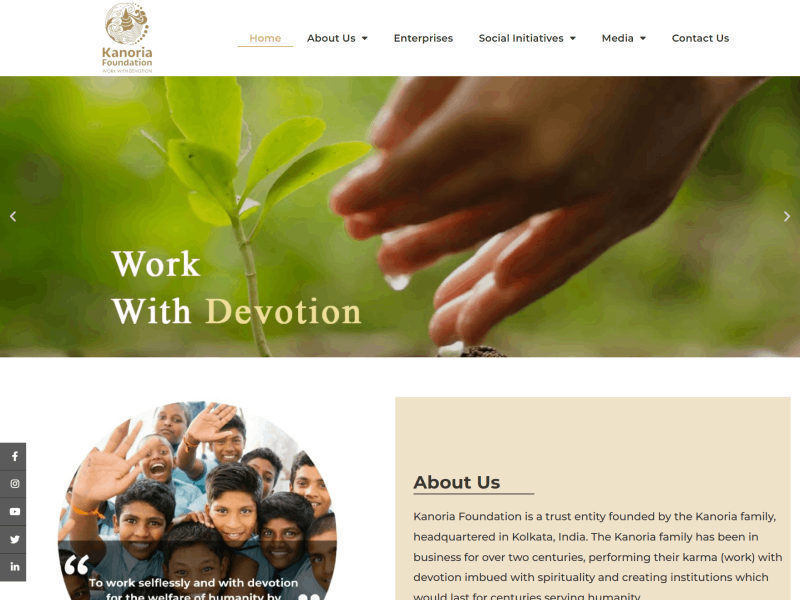 Kanoria
Foundation
WORK WITH DEVOTION
Home
About Us
Enterprises
Social Initiatives
Media
Contact Us
Work
With Devotion
To work selflessly and with devotion
for the welfare of humanity by
About Us
Kanoria Foundation is a trust entity founded by the Kanoria family,
headquartered in Kolkata, India. The Kanoria family has been in
business for over two centuries, performing their karma (work) with
devotion imbued with spirituality and creating institutions which
would last for centuries serving humanity.